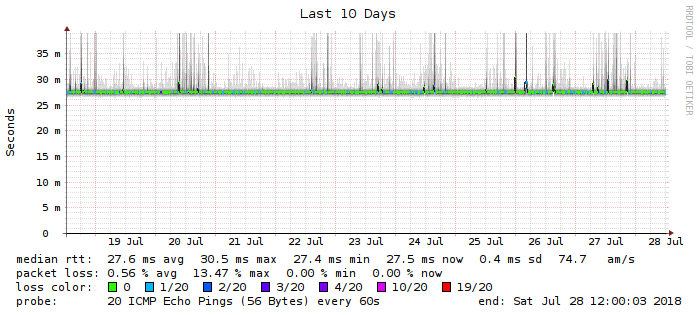 Last 10 Days
RRDTOOL / TOBI OETIKER
Seconds
35 m
30 m
25 m
20 m
15 m
10 m
5 m
0
19 Jul 20 Jul 21 Jul 22 Jul 23 Jul 24 Jul 25 Jul 26 Jul 27 Jul 28 Jul
median rtt: 27.6 ms avg 30.5 ms max 27.4 ms min 27.5 ms now 0.4 ms sd 74.7 am/s
packet loss: 0.56 % avg 13.47 % max 0.00 % min 0.00 % now
loss color: 0 1/20 2/20 3/20 4/20 10/20 19/20
probe: 20 ICMP Echo Pings (56 Bytes) every 60s end: Sat Jul 28 12:00:03 2018